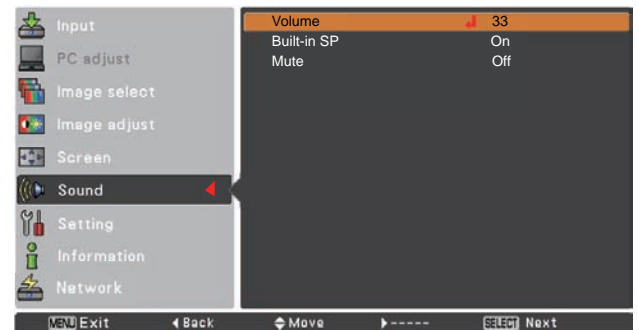 Input
PC adjust
Image select
Image adjust
Screen
Sound
Setting
Information
Network
Volume 33
Built-in SP On
Mute Off
MENU Exit Back Move ----- SELECT Next